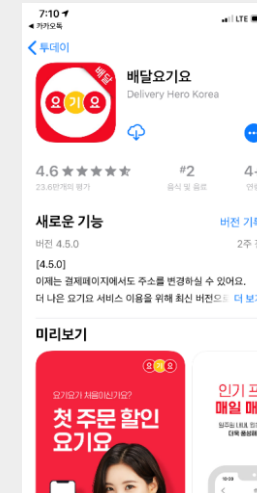 7:10
LTE
카카오톡
투데이
배달
요기요
배달요기요
Delivery Hero Korea
4.6
#2
4+
23.6만개의 평가
음식 및 음료
새로운 기능
버전 기록
버전 4.5.0
2주 전
[4.5.0]
이제는 결제페이지에서도 주소를 변경하실 수 있어요.
더 나은 요기요 서비스 이용을 위해 최신 버전으 더 보기
미리보기
요기요
요기요가 처음이신가요?
첫 주문 할인
요기요
인기 프
매일 매